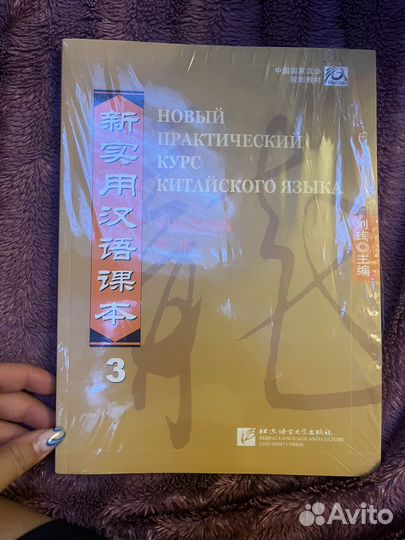 中国国家汉办
规划教材
新实用汉语课本
НОВЫЙ
ПРАКТИЧЕСКИЙ
КУРС
КИТАЙСКОГО ЯЗЫКА
刘珣◎主编
3
北京语言大学出版社
BEIJING LANGUAGE AND CULTURE
UNIVERSITY PRESS
Avito